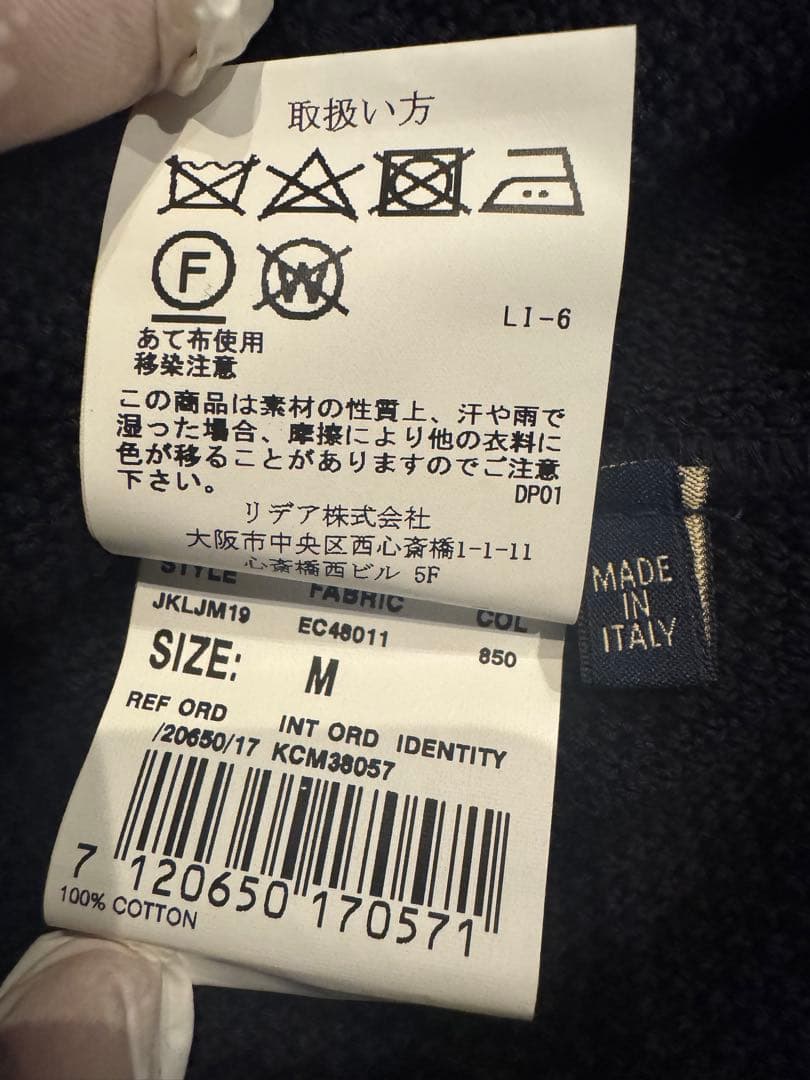 取扱い方
F
W
LI-6
あて布使用
移染注意
この商品は素材の性質上、汗や雨で
湿った場合、摩擦により他の衣料に
色が移ることがありますのでご注意
下さい。
DP01
リデア株式会社
大阪市中央区西心斎橋1-1-11
心斎橋西ビル 5F
STYLE FABRIC COL
JKLJM19 EC48011 850
SIZE: M
REF ORD INT ORD IDENTITY
/20650/17 KCM38057
7 120650 170571
100% COTTON
MADE
IN
ITALY